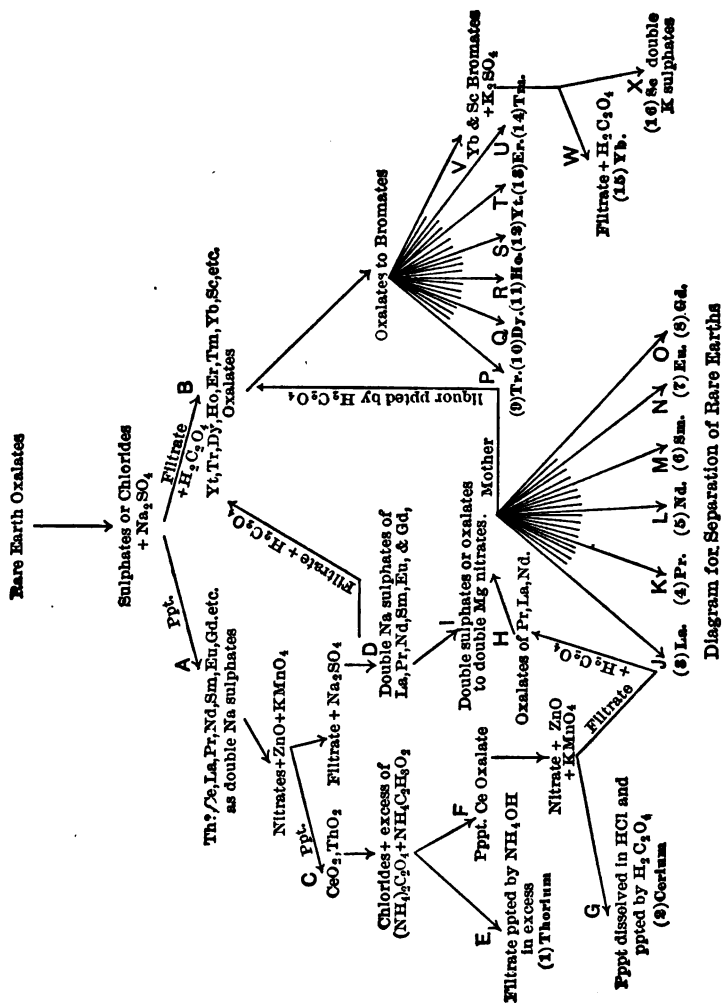 Rare Earth Oxalates
Sulphates or Chlorides
+ Na2SO4
Ppt.
A
Filtrate
+H2C2O4
B
Th?,Ce,La,Pr,Nd,Sm,Eu,Gd.etc.
as double Na sulphates
Yt,Tr,Dy,Ho,Er,Tm,Yb,Sc,etc.
Oxalates
Nitrates+ZnO+KMnO4
Ppt.
C
CeO2,ThO2
Filtrate + Na2SO4
Filtrate + H2C2O4
D
Double Na sulphates of
La,Pr,Nd,Sm,Eu, & Gd,
Chlorides+ excess of
(NH4)2C2O4+NH4C2H3O2
E
Filtrate ppted by NH4OH
in excess
(1) Thorium
F
Pppt. Ce Oxalate
Nitrate + ZnO
+ KMnO4
G
Pppt dissolved in HCl and
ppted by H2C2O4
(2)Cerium
Filtrate
+H2C2O4
I
Double sulphates or oxalates
to double Mg nitrates.
H
Oxalates of Pr,La,Nd.
Mother
liquor ppted by H2C2O4
Oxalates to Bromates
J K L M N O
(3) La. (4) Pr. (5) Nd. (6) Sm. (7) Eu. (8) Gd.
P Q R S T U
(9) Tr.(10)Dy.(11)Ho.(12)Yt.(13)Er.(14)Tm.
V
Yb & Sc Bromates
+K2SO4
W
Filtrate + H2C2O4
(15) Yb.
X
(16) Sc double
K sulphates
Diagram for Separation of Rare Earths